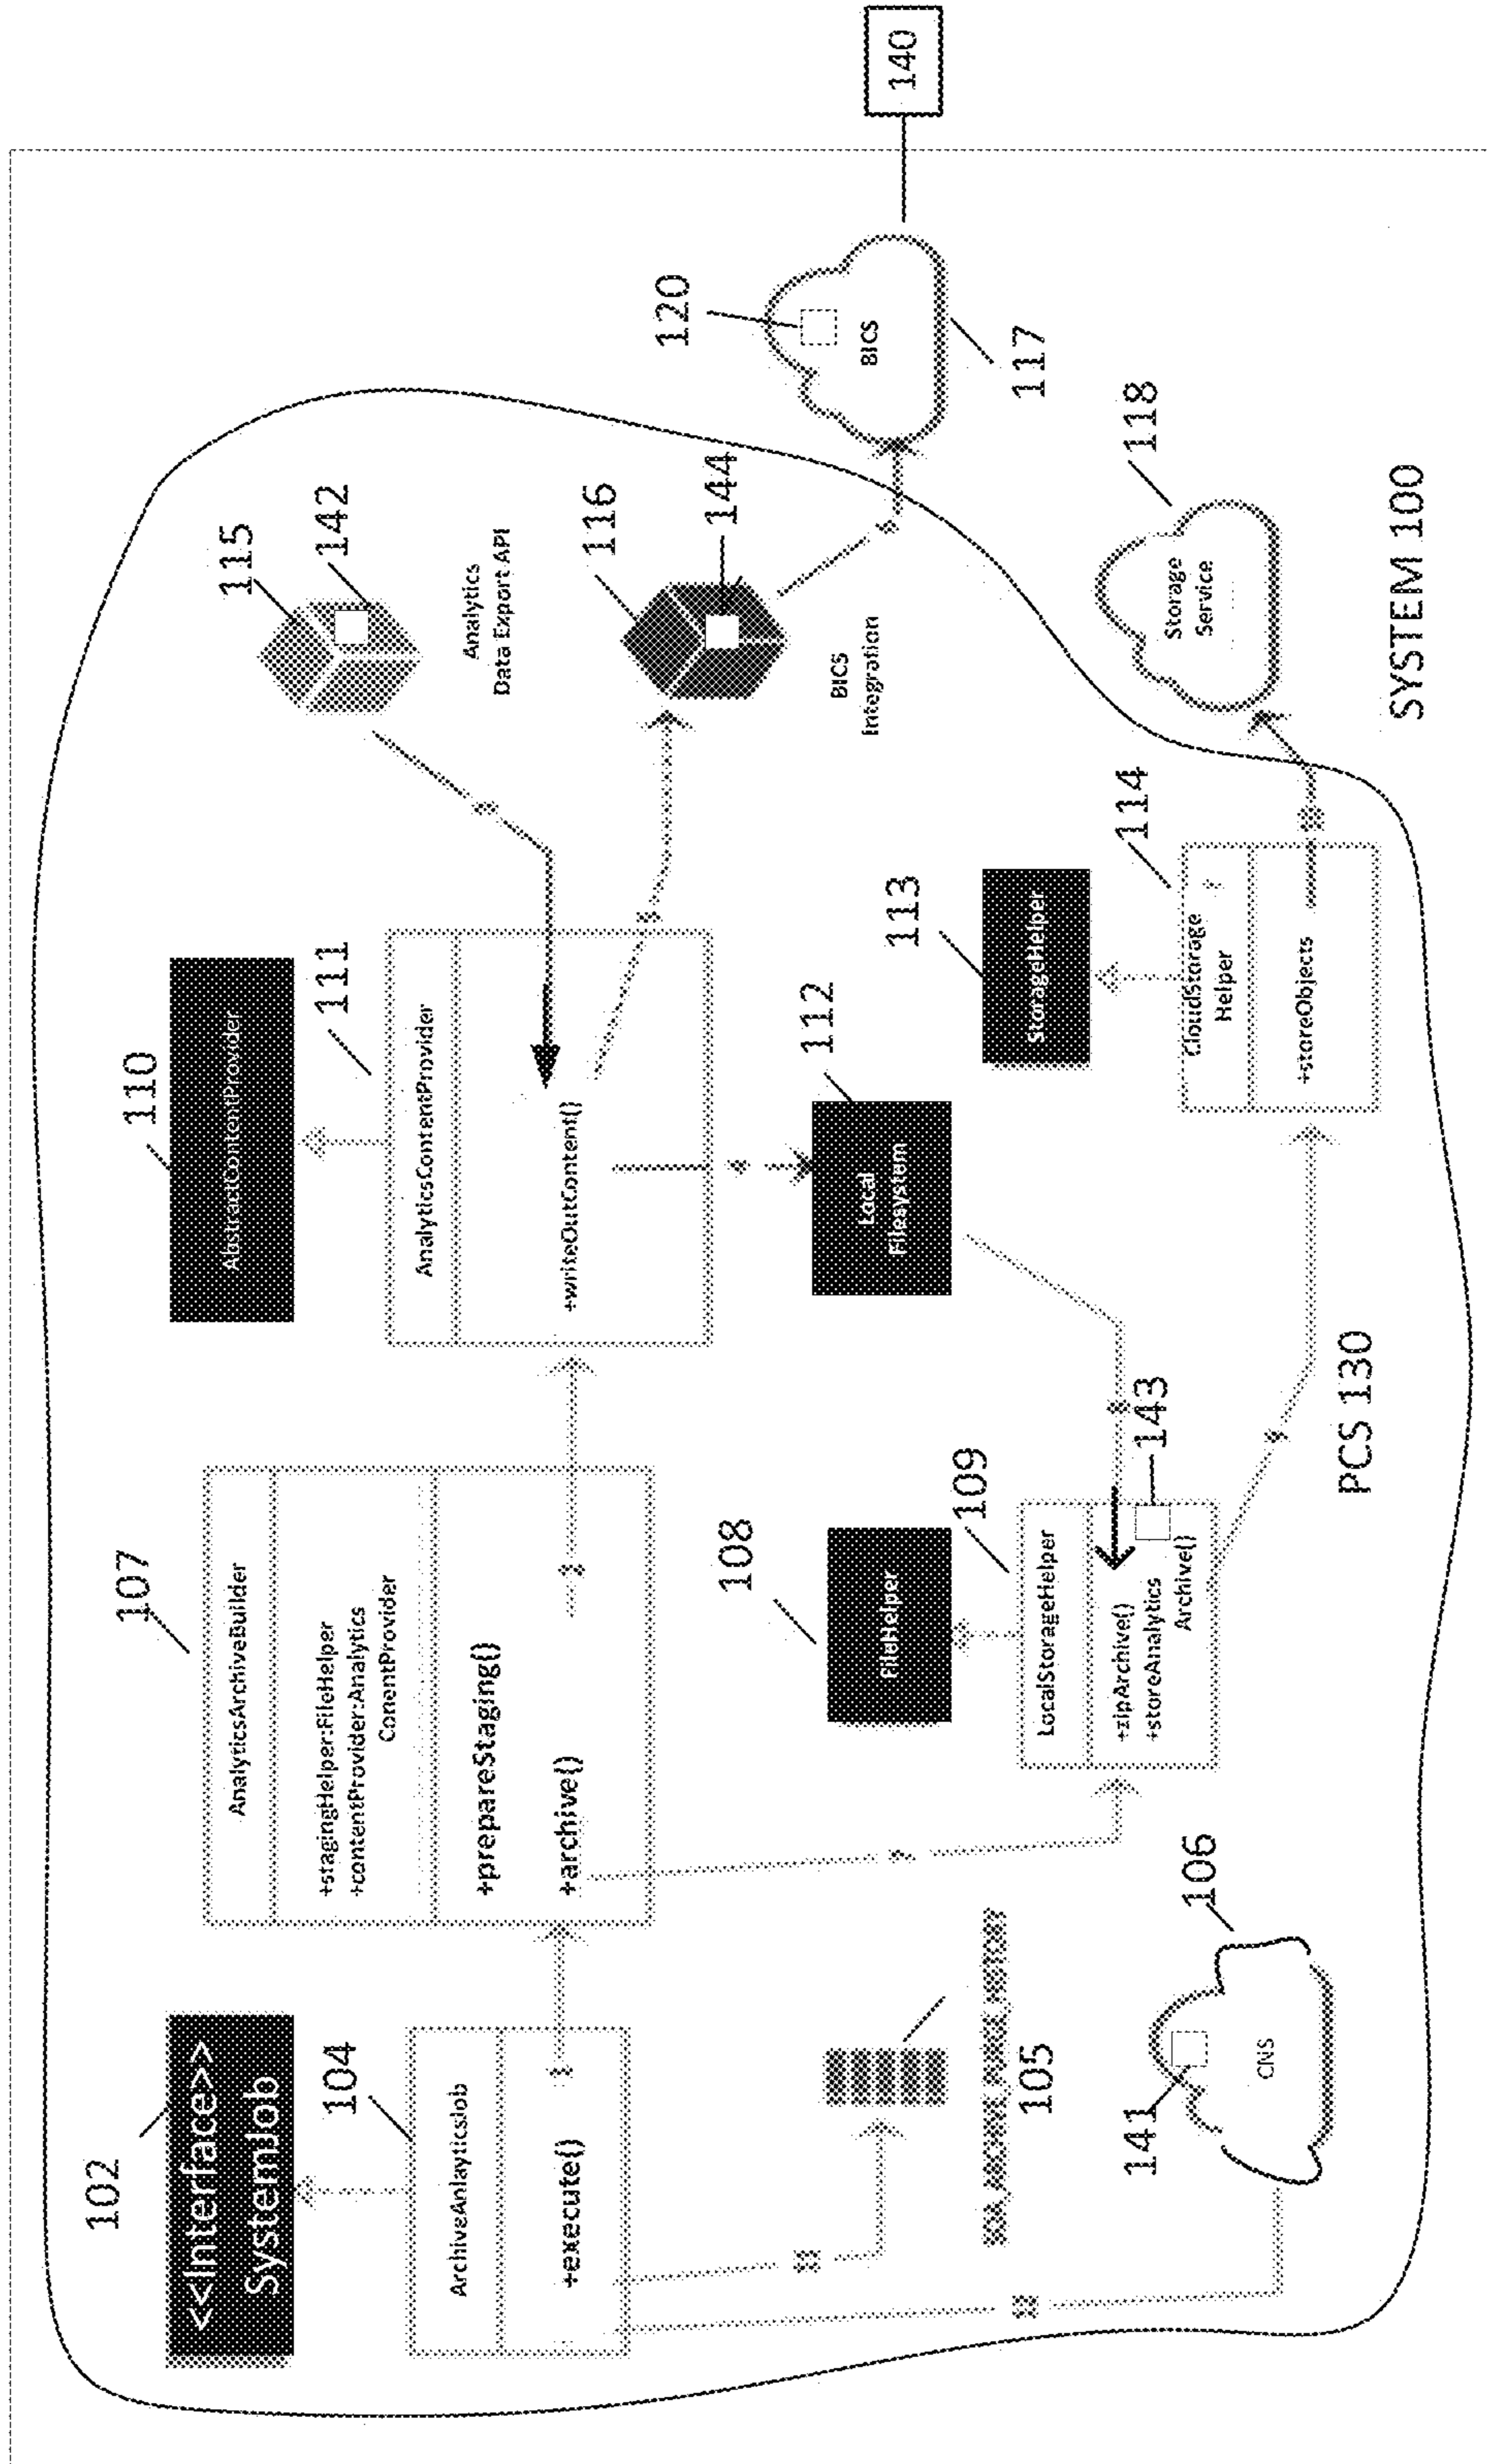 102
<<Interface>>
SystemJob
104
ArchiveAnlayticsJob
+execute()
105
SOA_ARCHIVE_PURGE_HISTORY
141
106
CNS
107
AnalyticsArchiveBuilder
+stagingHelper:FileHelper
+contentProvider:Analytics
ConentProvider
+prepareStaging()
+archive()
108
FileHelper
109
LocalStorageHelper
+zipArchive()
+storeAnalytics
Archive()
143
PCS 130
110
AbstractContentProvider
111
AnalyticsContentProvider
+writeOutContent()
112
Local
Filesystem
113
StorageHelper
114
CloudStorage
Helper
+storeObjects
115
142
Analytics
Data Export API
116
144
BICS
Integration
120
BICS
117
118
Storage
Service
SYSTEM 100
140